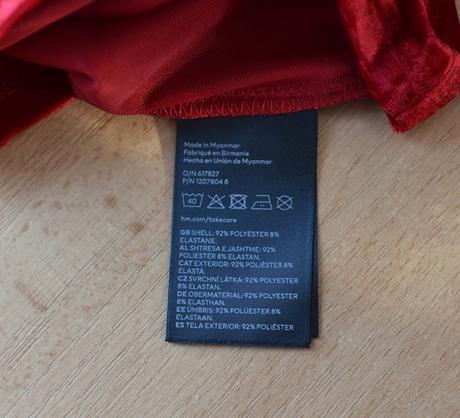 Made in Myanmar
Fabriqué en Birmanie
Hecho en Unión de Myanmar
O/N 617827
P/N 1207804 8
40
hm.com/takecare
GB SHELL: 92% POLYESTER 8%
ELASTANE.
AL SHTRESA E JASHTME: 92%
POLIESTËR 8% ELASTAN.
CAT EXTERIOR: 92% POLIÈSTER 8%
ELASTÀ.
CZ SVRCHNÍ LÁTKA: 92% POLYESTER
8% ELASTAN.
DE OBERMATERIAL: 92% POLYESTER
8% ELASTHAN.
EE ÜMBRIS: 92% POLÜESTER 8%
ELASTAAN.
ES TELA EXTERIOR: 92% POLIÉSTER